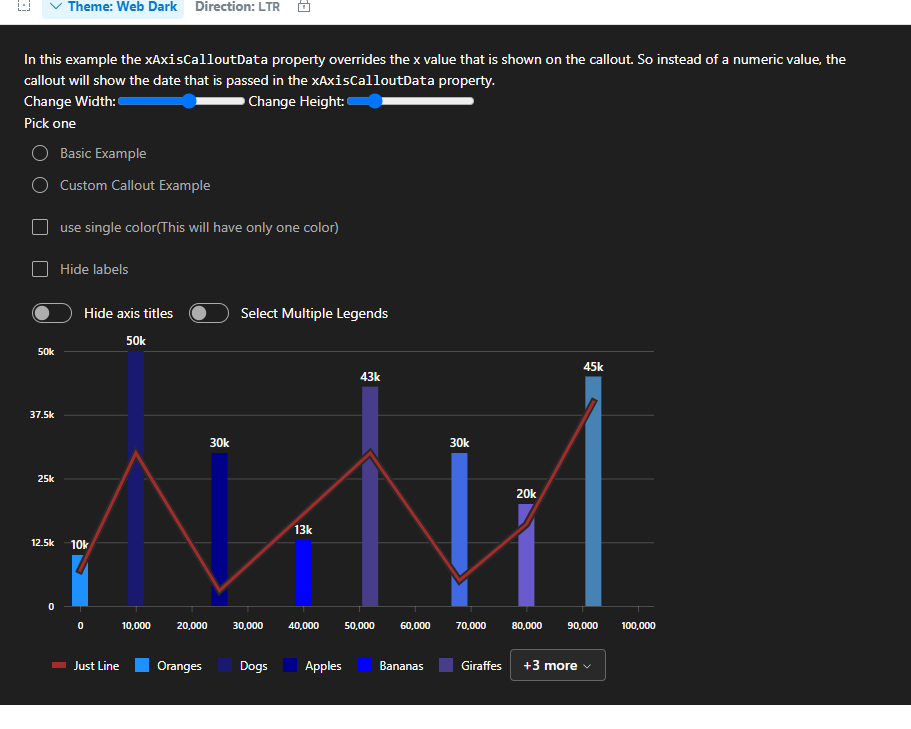 Theme: Web Dark Direction: LTR
In this example the xAxisCalloutData property overrides the x value that is shown on the callout. So instead of a numeric value, the
callout will show the date that is passed in the xAxisCalloutData property.
Change Width: Change Height:
Pick one
Basic Example
Custom Callout Example
use single color(This will have only one color)
Hide labels
Hide axis titles Select Multiple Legends
50k
50k
45k
43k
37.5k
30k 30k
25k
20k
13k
12.5k 10k
0
0 10,000 20,000 30,000 40,000 50,000 60,000 70,000 80,000 90,000 100,000
Just Line Oranges Dogs Apples Bananas Giraffes +3 more